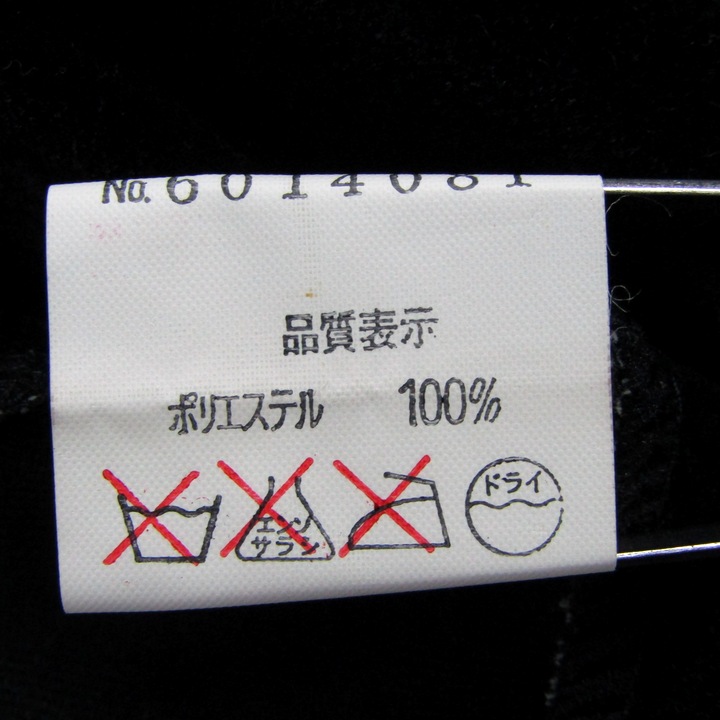 No. 6014081
品質表示
ポリエステル 100%
エンソ
サラシ
ドライ